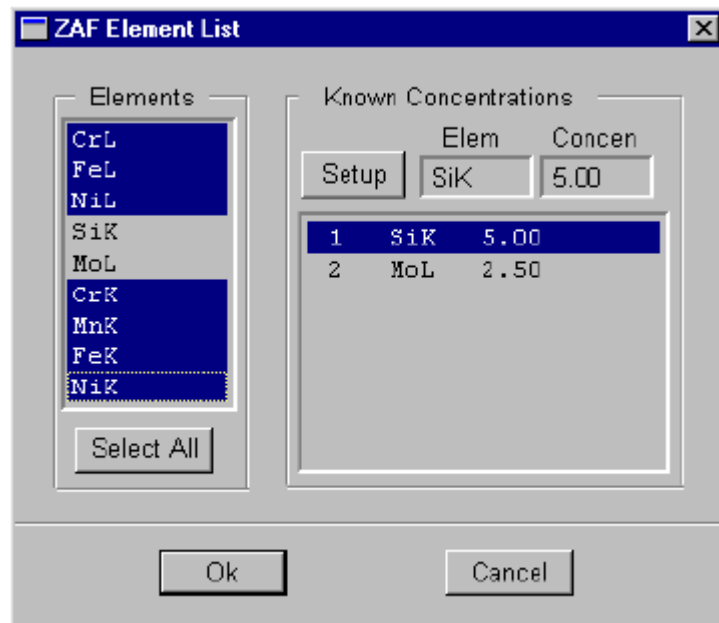 ZAF Element List
Elements
CrL
FeL
NiL
SiK
MoL
CrK
MnK
FeK
NiK
Select All
Known Concentrations
Elem Concen
Setup SiK 5.00
1 SiK 5.00
2 MoL 2.50
Ok Cancel